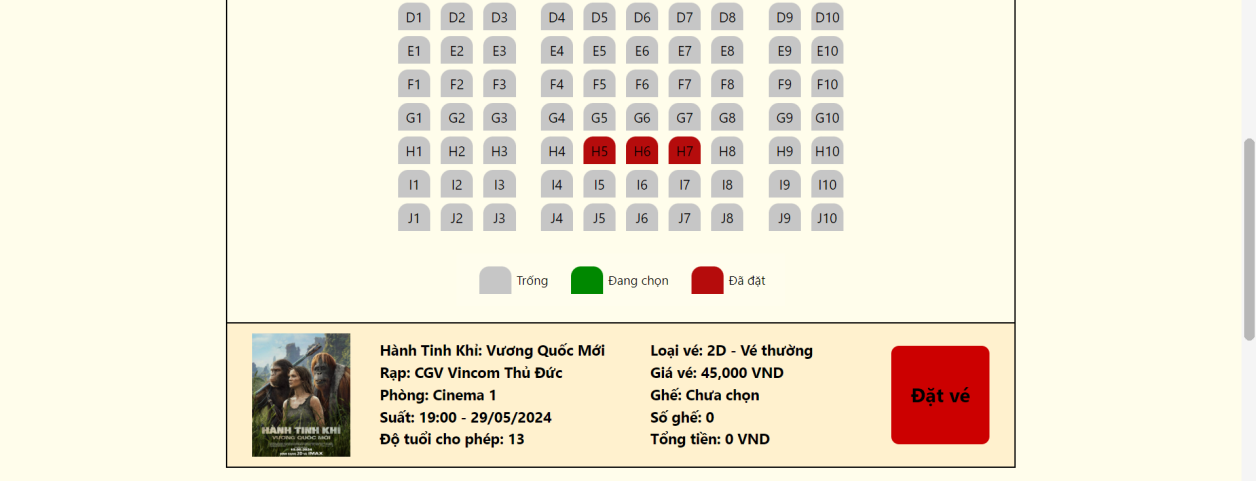 D1 D2 D3 D4 D5 D6 D7 D8 D9 D10
E1 E2 E3 E4 E5 E6 E7 E8 E9 E10
F1 F2 F3 F4 F5 F6 F7 F8 F9 F10
G1 G2 G3 G4 G5 G6 G7 G8 G9 G10
H1 H2 H3 H4 H5 H6 H7 H8 H9 H10
I1 I2 I3 I4 I5 I6 I7 I8 I9 I10
J1 J2 J3 J4 J5 J6 J7 J8 J9 J10
Trống Đang chọn Đã đặt
HÀNH TINH KHỈ
VƯƠNG QUỐC MỚI
Hành Tinh Khỉ: Vương Quốc Mới
Rạp: CGV Vincom Thủ Đức
Phòng: Cinema 1
Suất: 19:00 - 29/05/2024
Độ tuổi cho phép: 13
Loại vé: 2D - Vé thường
Giá vé: 45,000 VND
Ghế: Chưa chọn
Số ghế: 0
Tổng tiền: 0 VND
Đặt vé